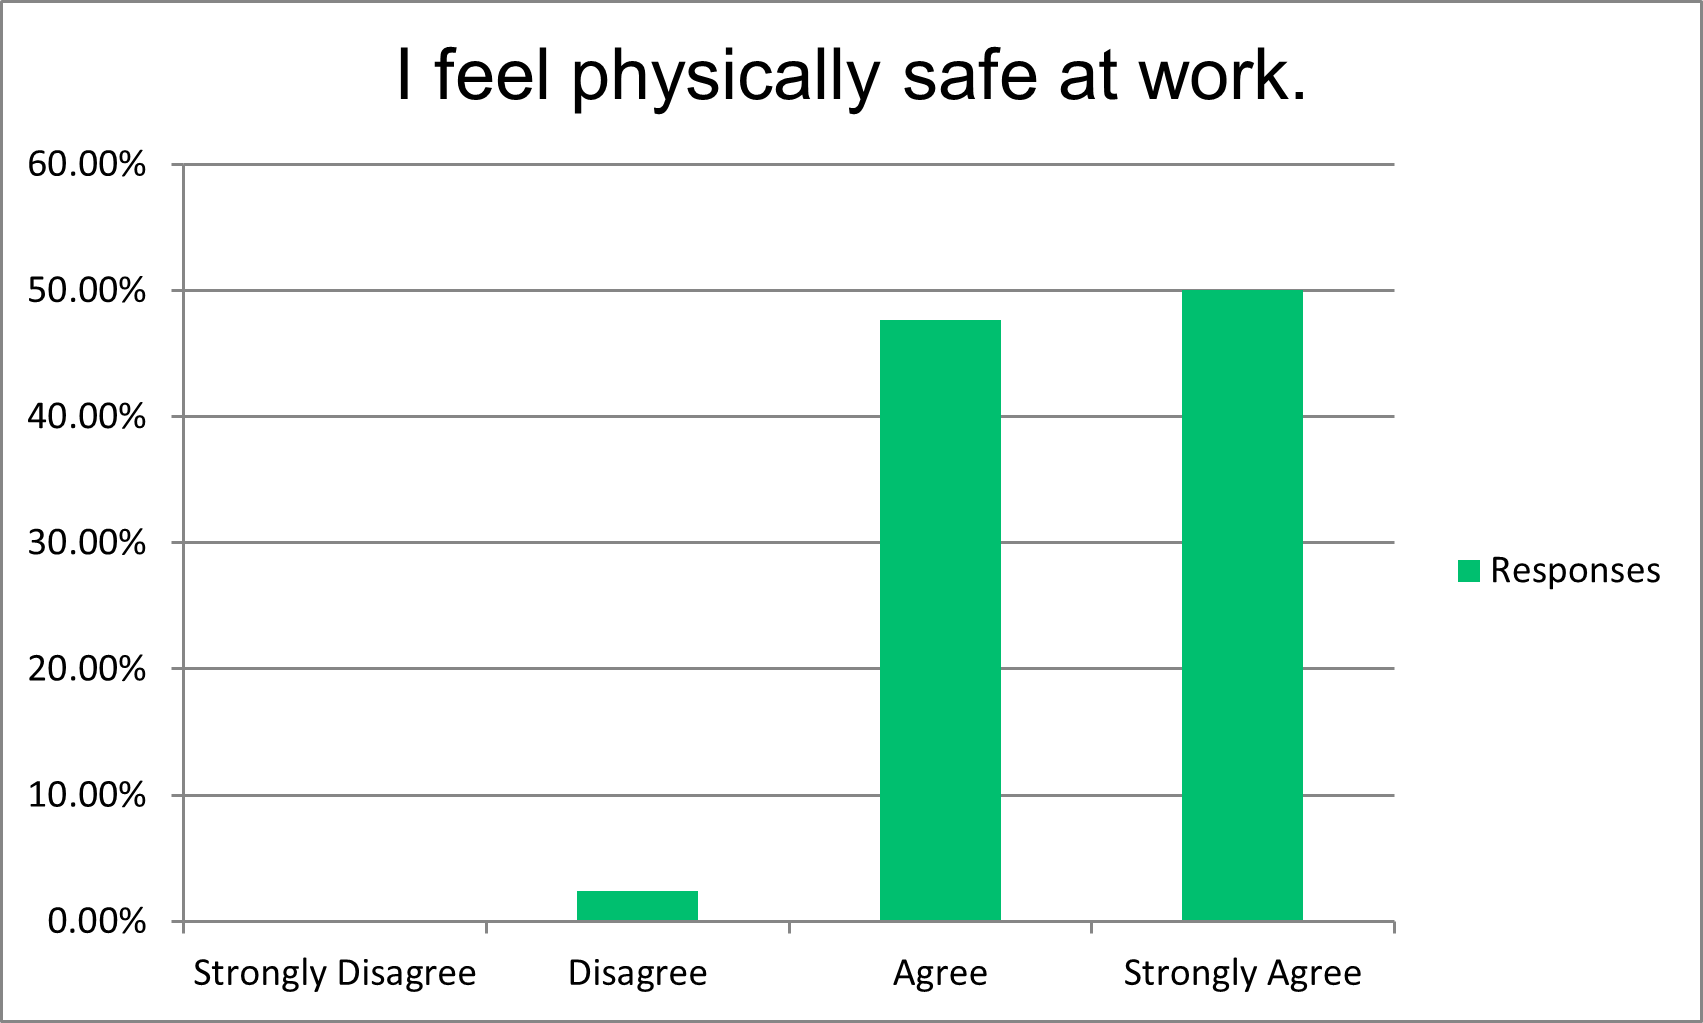 I feel physically safe at work.
60.00%
50.00%
40.00%
30.00%
20.00%
10.00%
0.00%
Strongly Disagree
Disagree
Agree
Strongly Agree
Responses